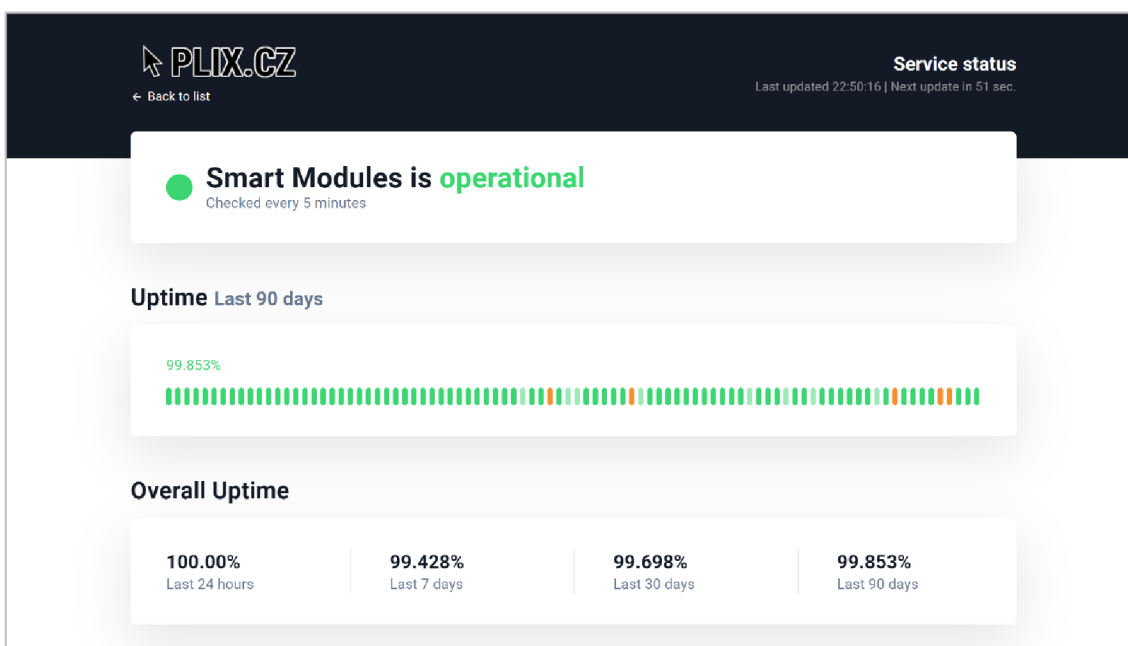 PLIX.CZ
Service status
← Back to list
Last updated 22:50:16 | Next update in 51 sec.
Smart Modules is operational
Checked every 5 minutes
Uptime Last 90 days
99.853%
Overall Uptime
100.00%
Last 24 hours
99.428%
Last 7 days
99.698%
Last 30 days
99.853%
Last 90 days